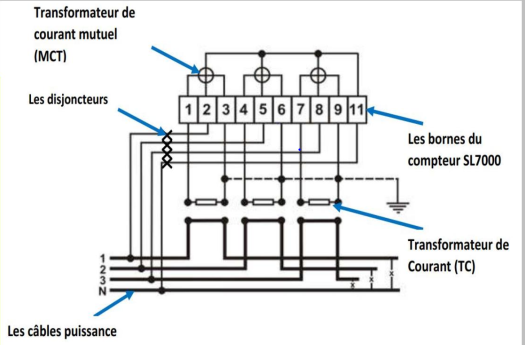 Transformateur de
courant mutuel
(MCT)
Les disjoncteurs
1 2 3 4 5 6 7 8 9 11
Les bornes du
compteur SL7000
Transformateur de
Courant (TC)
1
2
3
N
Les câbles puissance